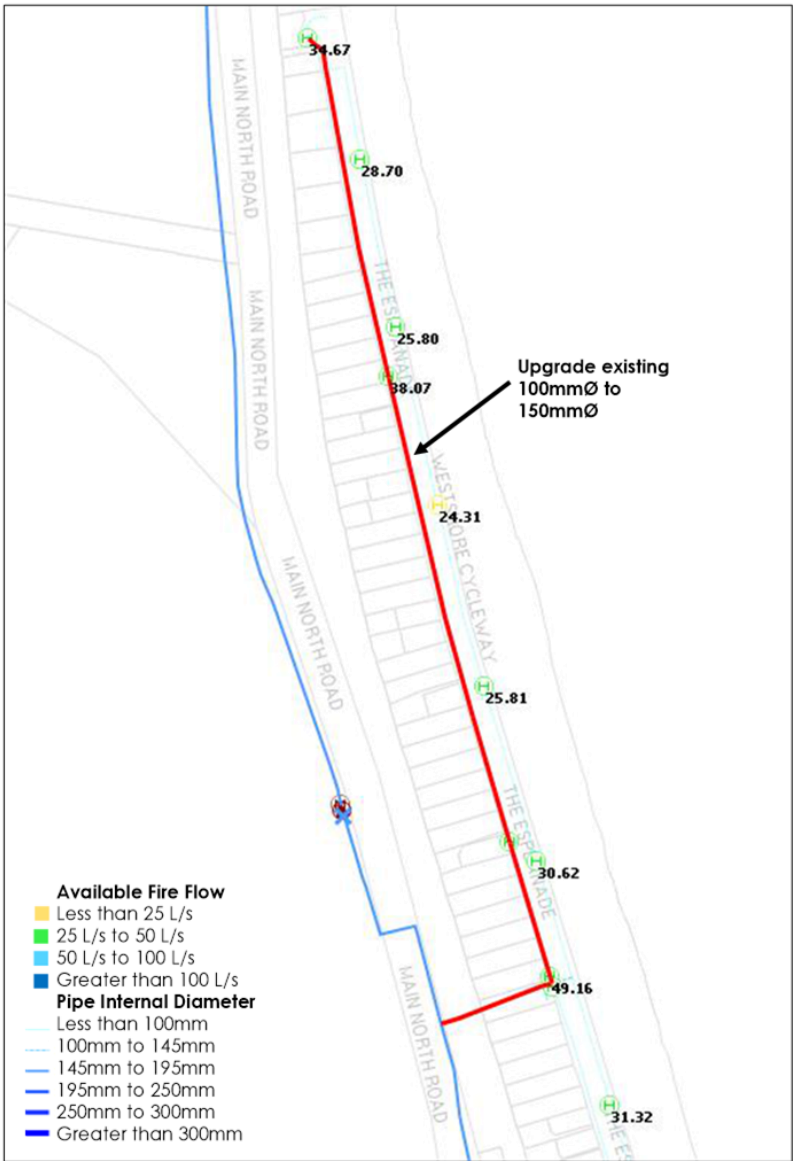 34.67
MAIN NORTH ROAD
28.70
THE ESPLANADE
25.80
MAIN NORTH ROAD
38.07
Upgrade existing
100mmØ to
150mmØ
WESTSHORE CYCLEWAY
24.31
MAIN NORTH ROAD
25.81
THE ESPLANADE
30.62
49.16
MAIN NORTH ROAD
31.32
THE ES
Available Fire Flow
Less than 25 L/s
25 L/s to 50 L/s
50 L/s to 100 L/s
Greater than 100 L/s
Pipe Internal Diameter
Less than 100mm
100mm to 145mm
145mm to 195mm
195mm to 250mm
250mm to 300mm
Greater than 300mm